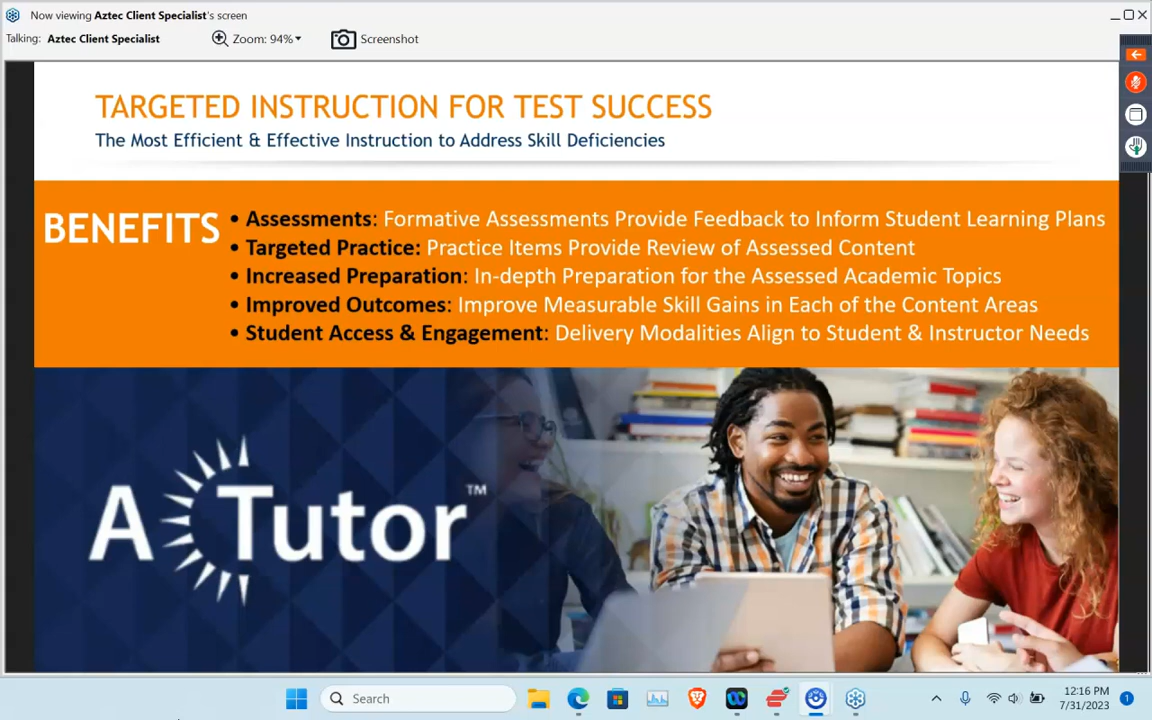 Now viewing Aztec Client Specialist's screen
Talking: Aztec Client Specialist
Zoom: 94%
Screenshot
TARGETED INSTRUCTION FOR TEST SUCCESS
The Most Efficient & Effective Instruction to Address Skill Deficiencies
BENEFITS
• Assessments: Formative Assessments Provide Feedback to Inform Student Learning Plans
• Targeted Practice: Practice Items Provide Review of Assessed Content
• Increased Preparation: In-depth Preparation for the Assessed Academic Topics
• Improved Outcomes: Improve Measurable Skill Gains in Each of the Content Areas
• Student Access & Engagement: Delivery Modalities Align to Student & Instructor Needs
A Tutor™
Search
12:16 PM
7/31/2023
1